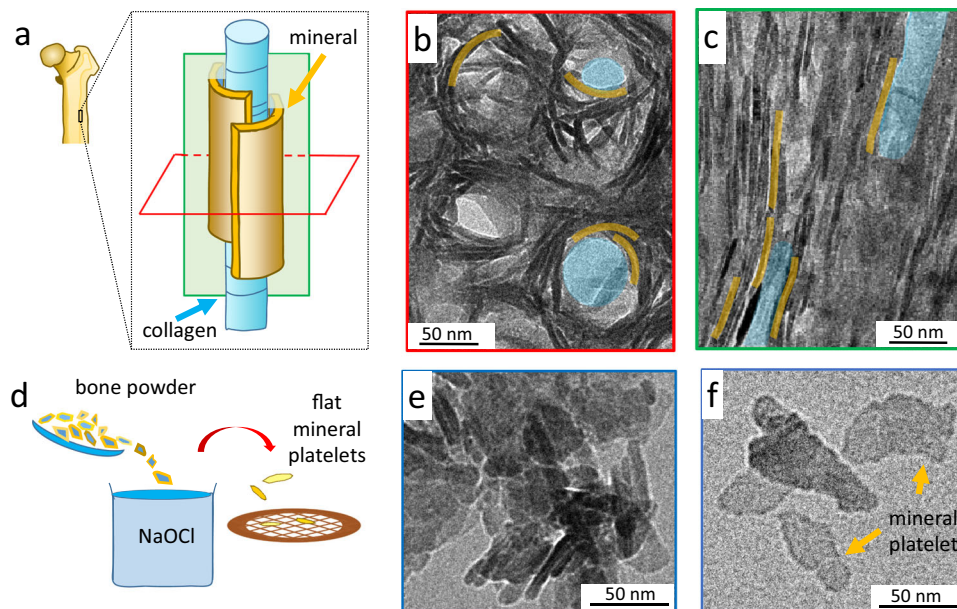 a
mineral
collagen
b
50 nm
c
50 nm
d
bone powder
flat
mineral
platelets
NaOCl
e
50 nm
f
mineral
platelet
50 nm